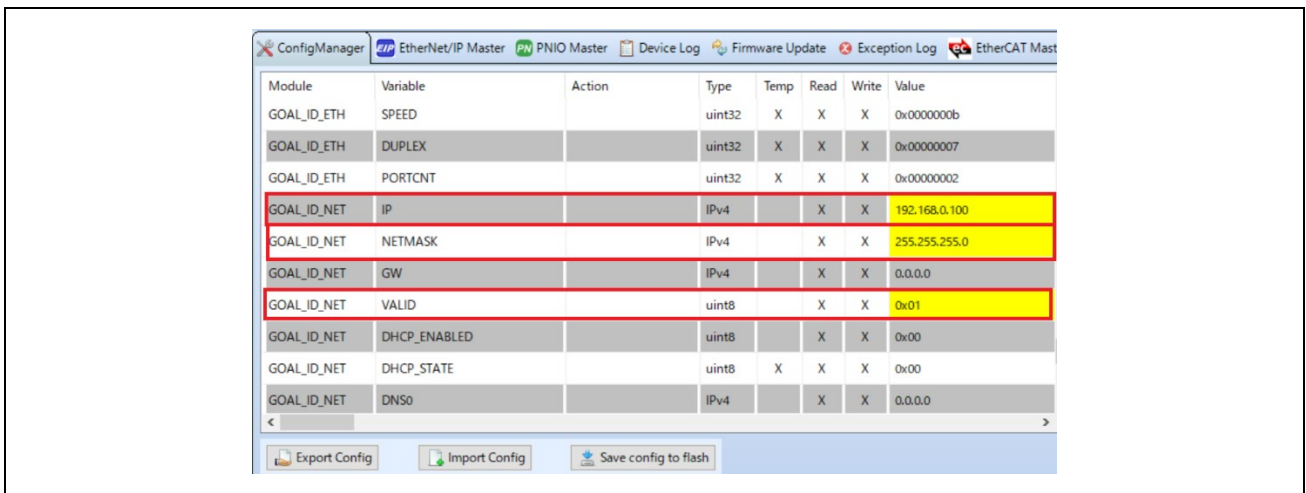 ConfigManager EIP EtherNet/IP Master PN PNIO Master Device Log Firmware Update Exception Log EC EtherCAT Mast
Module Variable Action Type Temp Read Write Value
GOAL_ID_ETH SPEED uint32 X X X 0x0000000b
GOAL_ID_ETH DUPLEX uint32 X X X 0x00000007
GOAL_ID_ETH PORTCNT uint32 X X X 0x00000002
GOAL_ID_NET IP IPv4 X X 192.168.0.100
GOAL_ID_NET NETMASK IPv4 X X 255.255.255.0
GOAL_ID_NET GW IPv4 X X 0.0.0.0
GOAL_ID_NET VALID uint8 X X 0x01
GOAL_ID_NET DHCP_ENABLED uint8 X X 0x00
GOAL_ID_NET DHCP_STATE uint8 X X X 0x00
GOAL_ID_NET DNS0 IPv4 X X 0.0.0.0
Export Config Import Config Save config to flash